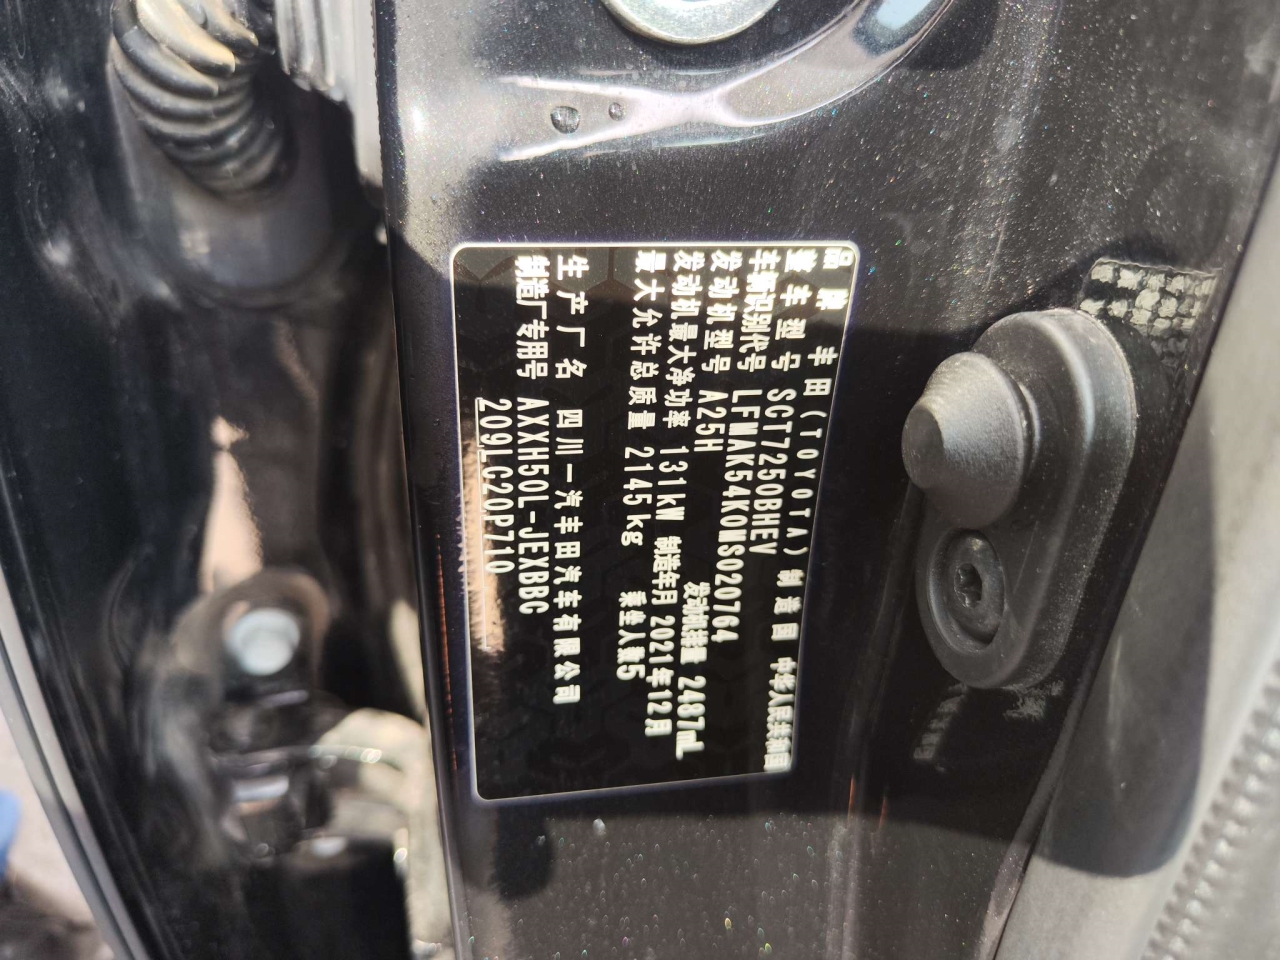 品牌 丰田(TOYOTA) 制造国 中华人民共和国
整车型号 SCT7250BHEV
车辆识别代号 LFMAK54K0NS020764
发动机型号 A25H 发动机排量 2487mL
发动机最大净功率 131kW 制造年月 2021年12月
最大允许总质量 2145kg 乘坐人数5
生产厂名 四川一汽丰田汽车有限公司
制造厂专用号 AXXH50L-JEXBBC
209L C20P710